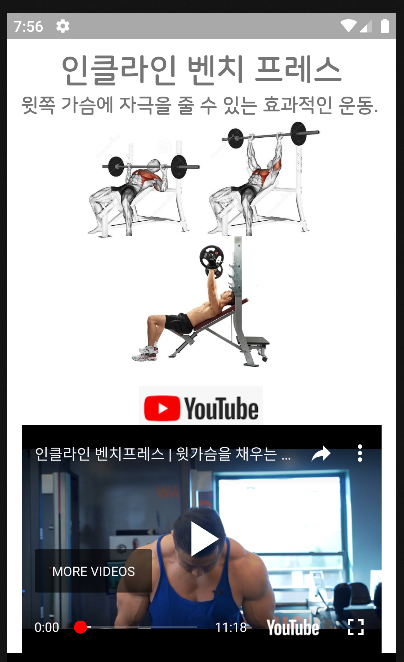 7:56
인클라인 벤치 프레스
윗쪽 가슴에 자극을 줄 수 있는 효과적인 운동.
YouTube
인클라인 벤치프레스 | 윗가슴을 채우는 ...
MORE VIDEOS
0:00 11:18 YouTube